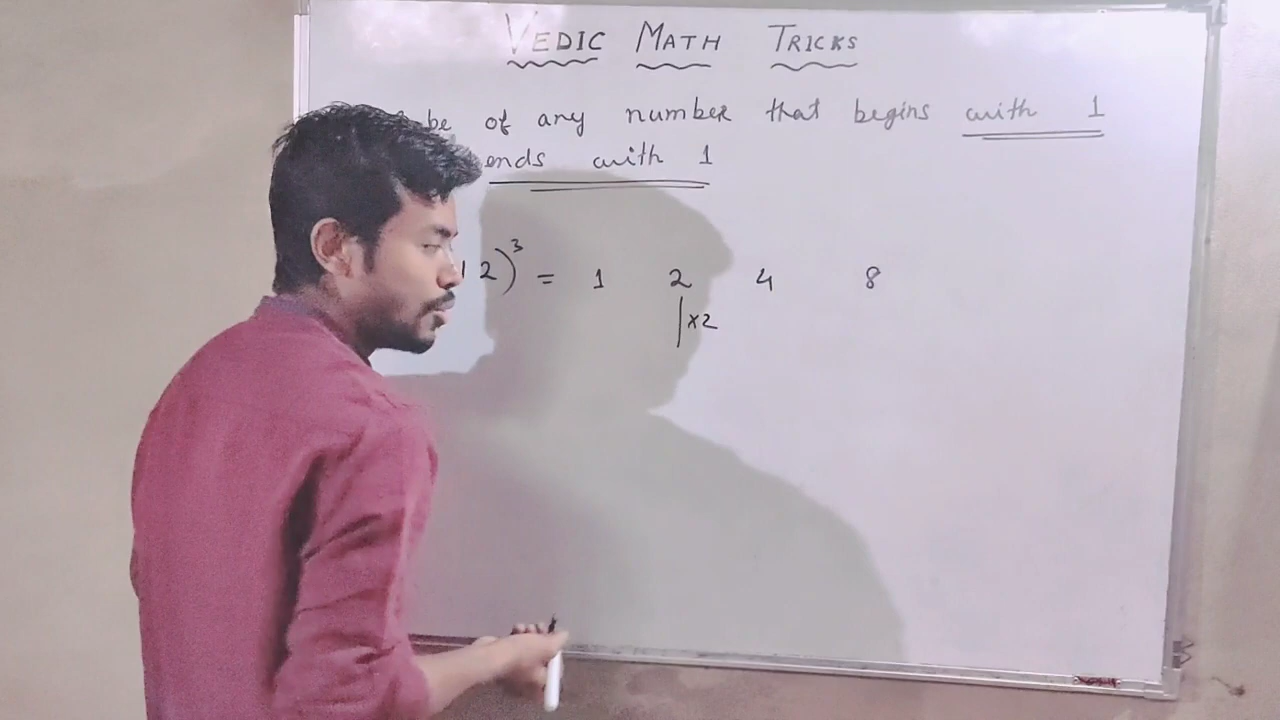 VEDIC MATH TRICKS
be of any number that begins with 1
ends with 1
12)³ = 1 2 4 8
|×2